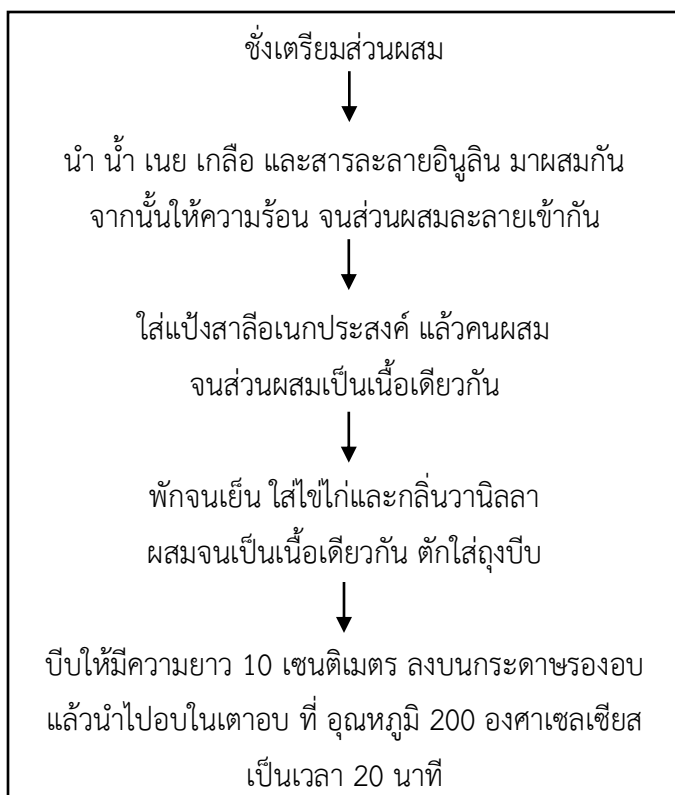 ชั่งเตรียมส่วนผสม
นำ น้ำ เนย เกลือ และสารละลายอินูลิน มาผสมกัน
จากนั้นให้ความร้อน จนส่วนผสมละลายเข้ากัน
ใส่แป้งสาลีอเนกประสงค์ แล้วคนผสม
จนส่วนผสมเป็นเนื้อเดียวกัน
พักจนเย็น ใส่ไข่ไก่และกลิ่นวานิลลา
ผสมจนเป็นเนื้อเดียวกัน ตักใส่ถุงบีบ
บีบให้มีความยาว 10 เซนติเมตร ลงบนกระดาษรองอบ
แล้วนำไปอบในเตาอบ ที่ อุณหภูมิ 200 องศาเซลเซียส
เป็นเวลา 20 นาที